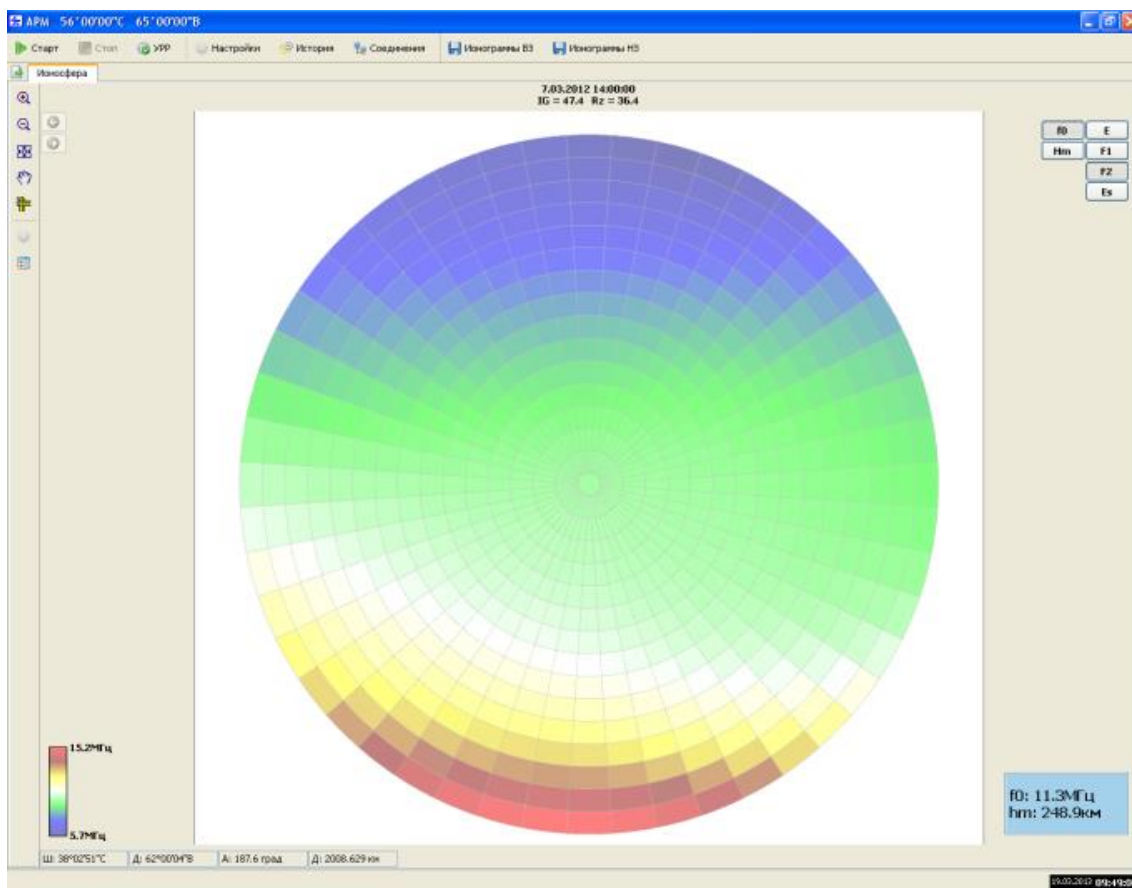 АРМ 56°00'00"С 65°00'00"В
Старт Стоп УРР Настройки История Соединения Ионограммы ВЗ Ионограммы НЗ
Ионосфера
7.03.2012 14:00:00
IG = 47.4 Rz = 36.4
f0 E
Hm F1
F2
Es
15.2МГц
5.7МГц
f0: 11.3МГц
hm: 248.9км
Ш: 38°02'51"С Д: 62°00'04"В А: 187.6 град Д: 2008.629 км